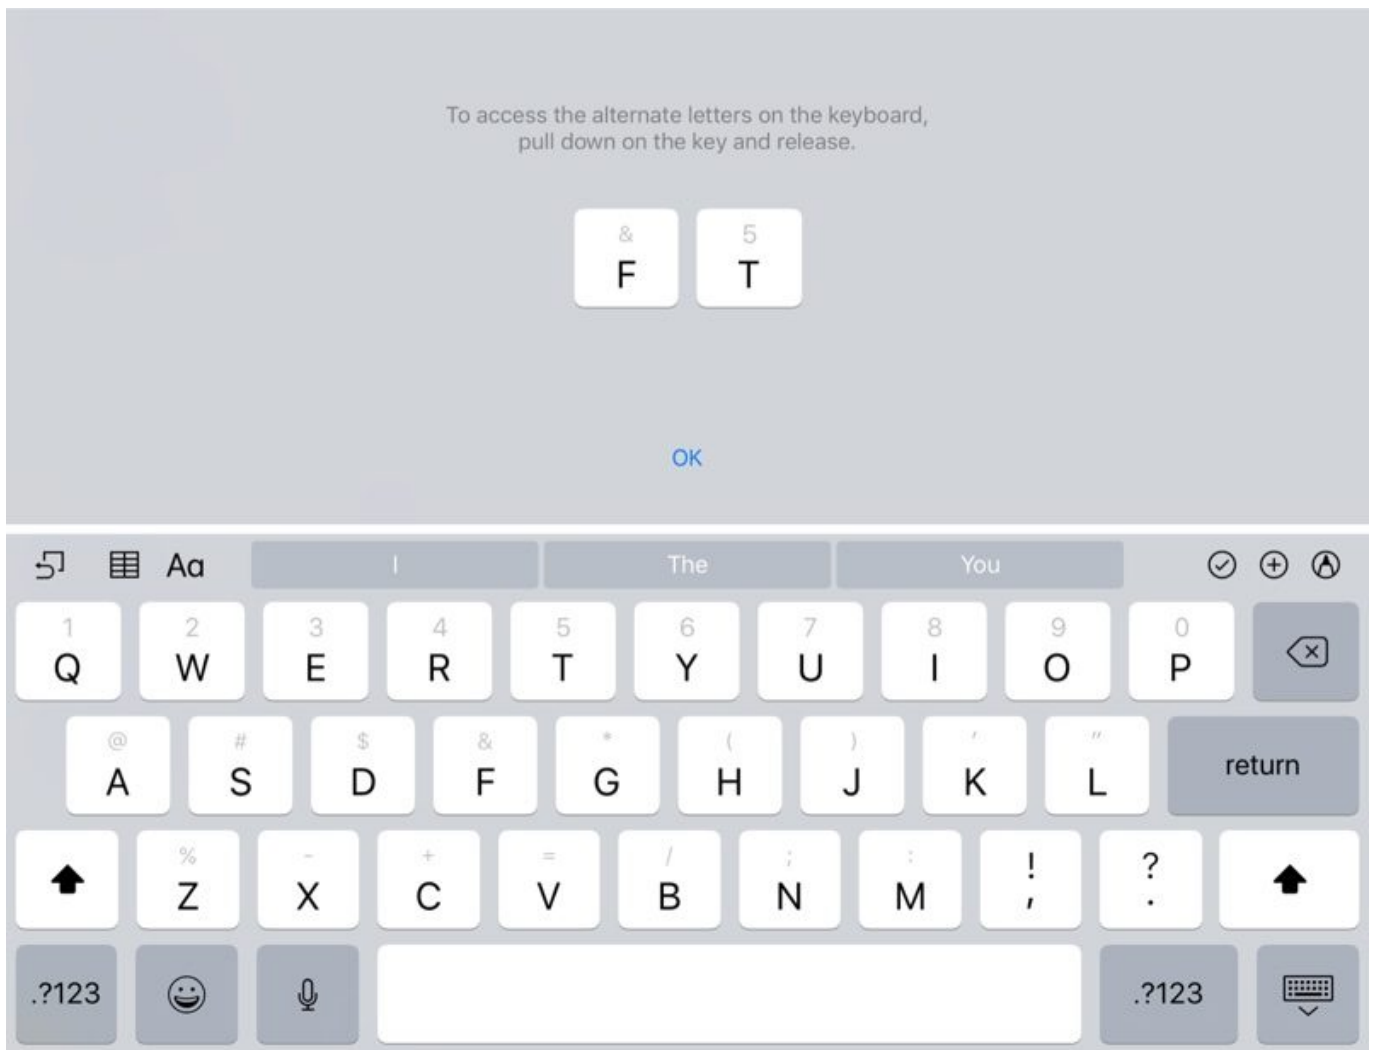 To access the alternate letters on the keyboard,
pull down on the key and release.
& 5
F T
OK
Aa I The You
1 2 3 4 5 6 7 8 9 0
Q W E R T Y U I O P
@ # $ & * ( ) ' "
A S D F G H J K L return
% - + = / ; : ! ?
Z X C V B N M , .
.?123 .?123